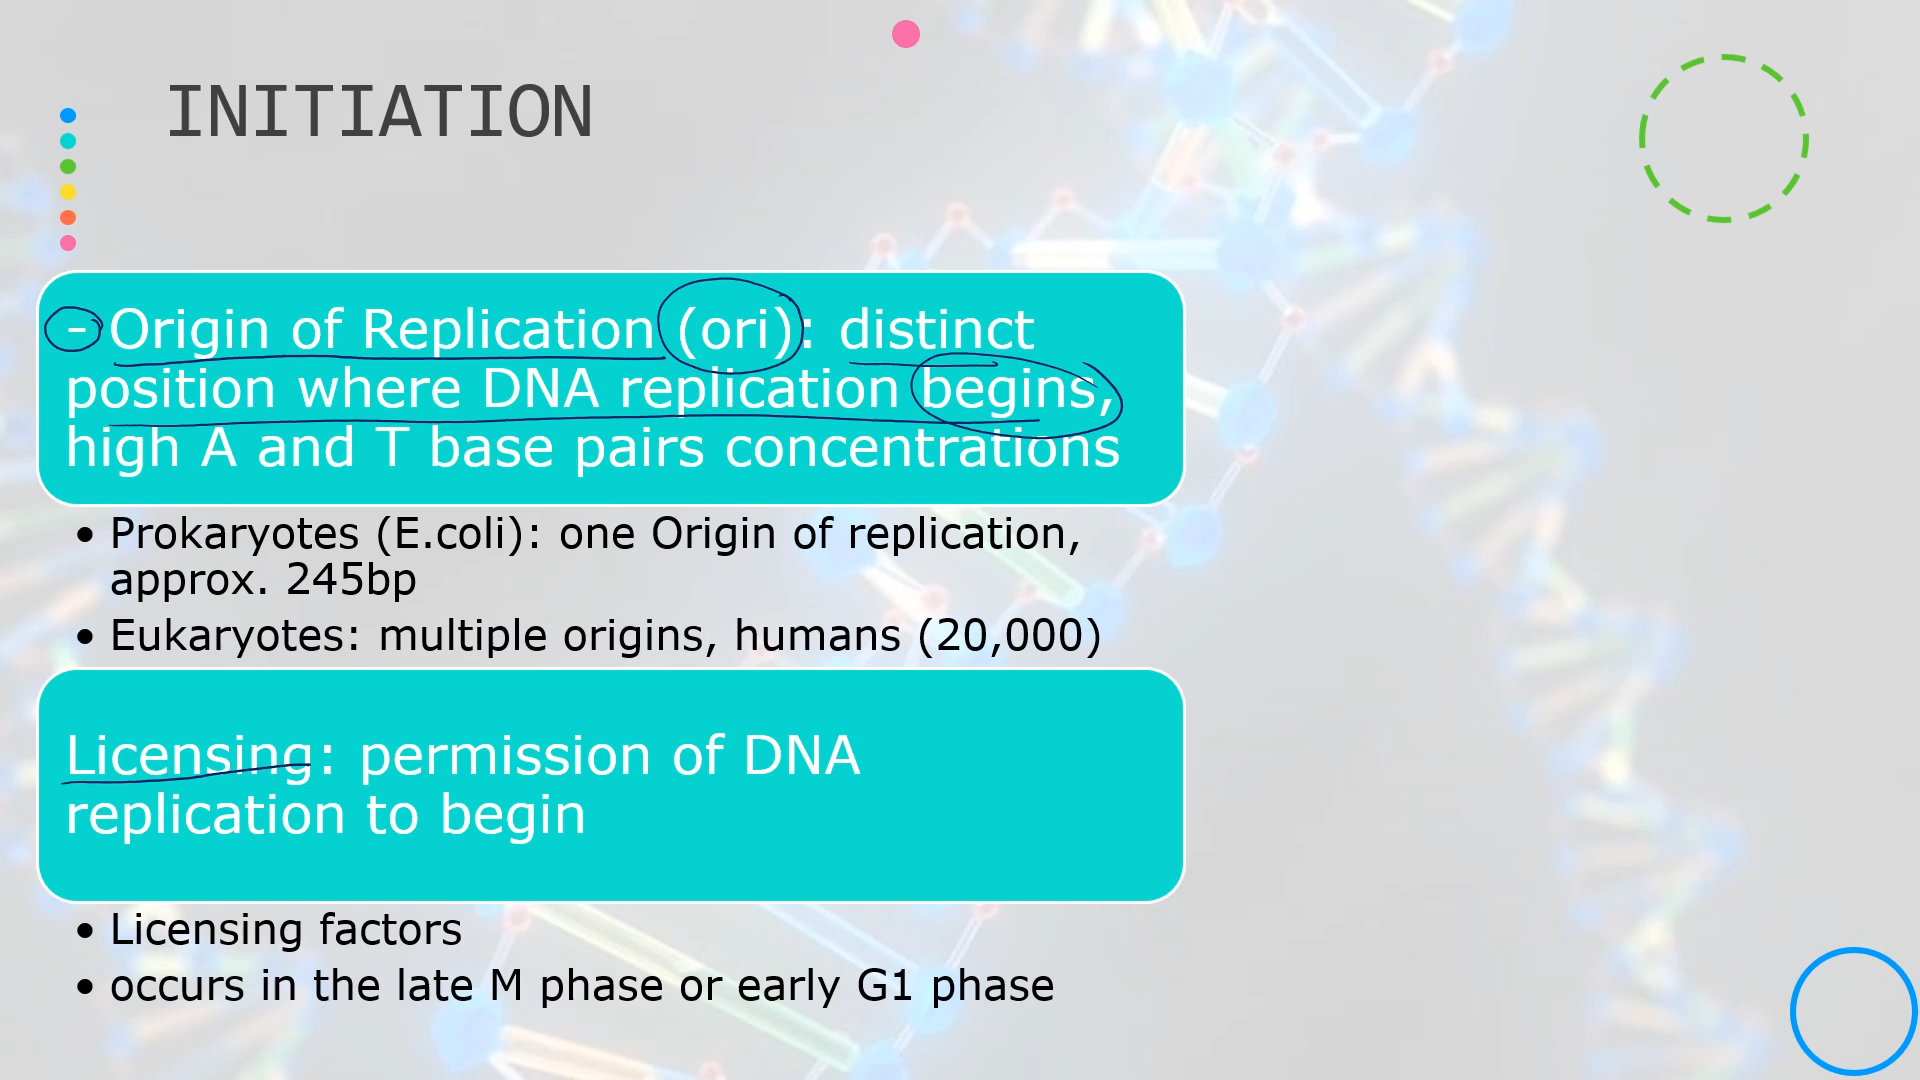 INITIATION
- Origin of Replication (ori): distinct
position where DNA replication begins,
high A and T base pairs concentrations
• Prokaryotes (E.coli): one Origin of replication,
approx. 245bp
• Eukaryotes: multiple origins, humans (20,000)
Licensing: permission of DNA
replication to begin
• Licensing factors
• occurs in the late M phase or early G1 phase